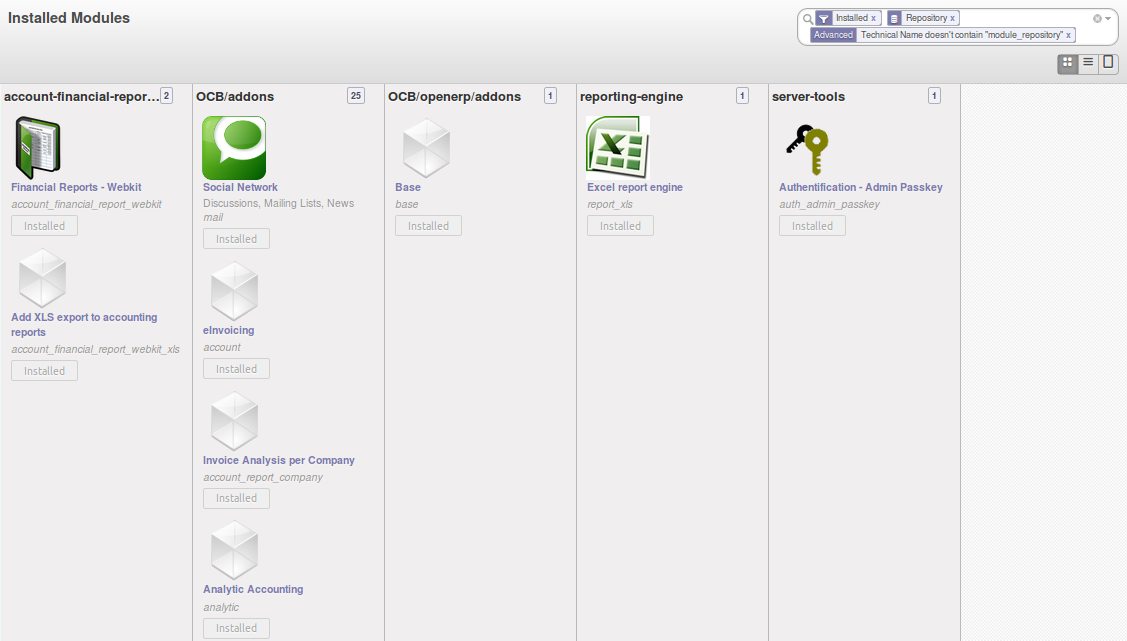 Installed Modules
Installed x Repository x
Advanced Technical Name doesn't contain "module_repository" x
account-financial-repor... 2
Financial Reports - Webkit
account_financial_report_webkit
Installed
Add XLS export to accounting
reports
account_financial_report_webkit_xls
Installed
OCB/addons 25
Social Network
Discussions, Mailing Lists, News
mail
Installed
eInvoicing
account
Installed
Invoice Analysis per Company
account_report_company
Installed
Analytic Accounting
analytic
Installed
OCB/openerp/addons 1
Base
base
Installed
reporting-engine 1
Excel report engine
report_xls
Installed
server-tools 1
Authentification - Admin Passkey
auth_admin_passkey
Installed